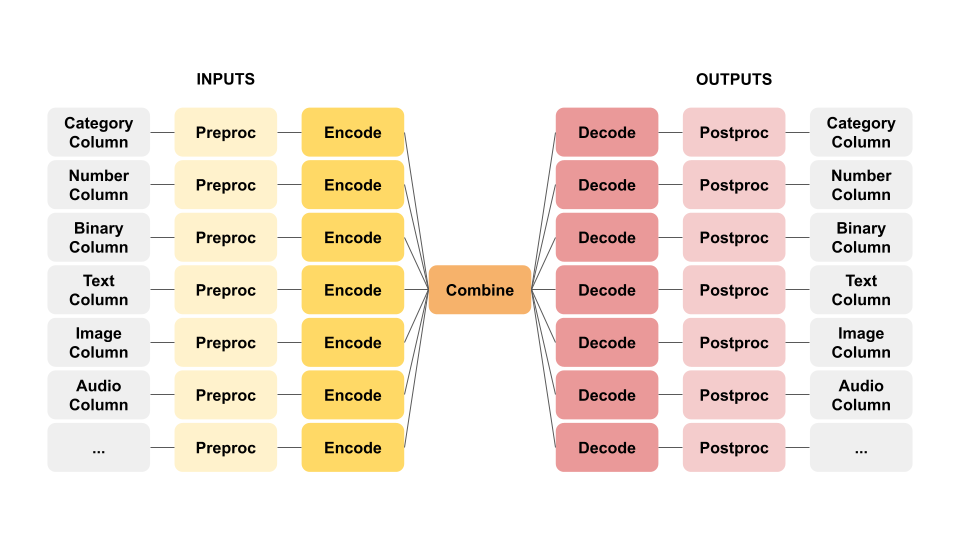 INPUTS
OUTPUTS
Category
Column
Preproc
Encode
Decode
Postproc
Category
Column
Number
Column
Preproc
Encode
Decode
Postproc
Number
Column
Binary
Column
Preproc
Encode
Decode
Postproc
Binary
Column
Text
Column
Preproc
Encode
Combine
Decode
Postproc
Text
Column
Image
Column
Preproc
Encode
Decode
Postproc
Image
Column
Audio
Column
Preproc
Encode
Decode
Postproc
Audio
Column
...
Preproc
Encode
Decode
Postproc
...